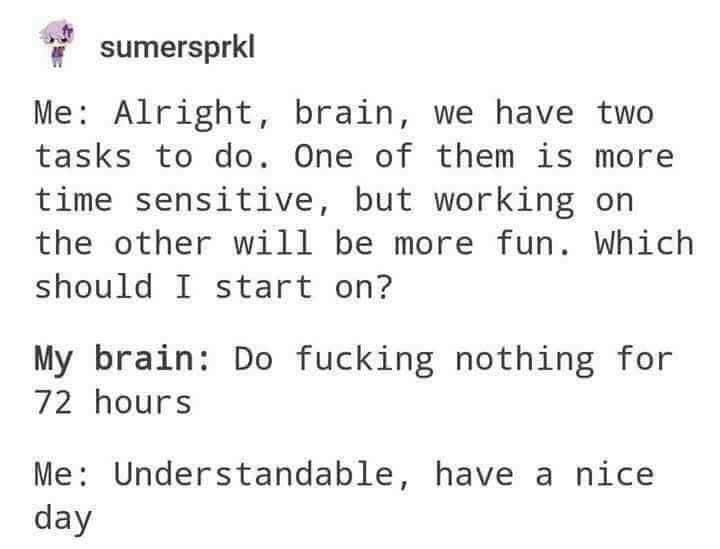 sumersprkl
Me: Alright, brain, we have two
tasks to do. One of them is more
time sensitive, but working on
the other will be more fun. Which
should I start on?
My brain: Do fucking nothing for
72 hours
Me: Understandable, have a nice
day